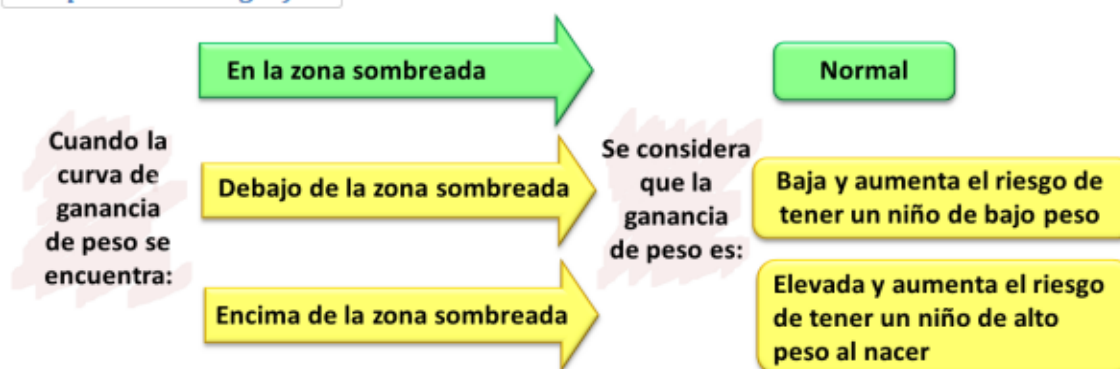 En la zona sombreada
Normal
Cuando la
curva de
ganancia
de peso se
encuentra:
Debajo de la zona sombreada
Se considera
que la
ganancia
de peso es:
Baja y aumenta el riesgo de
tener un niño de bajo peso
Encima de la zona sombreada
Elevada y aumenta el riesgo
de tener un niño de alto
peso al nacer